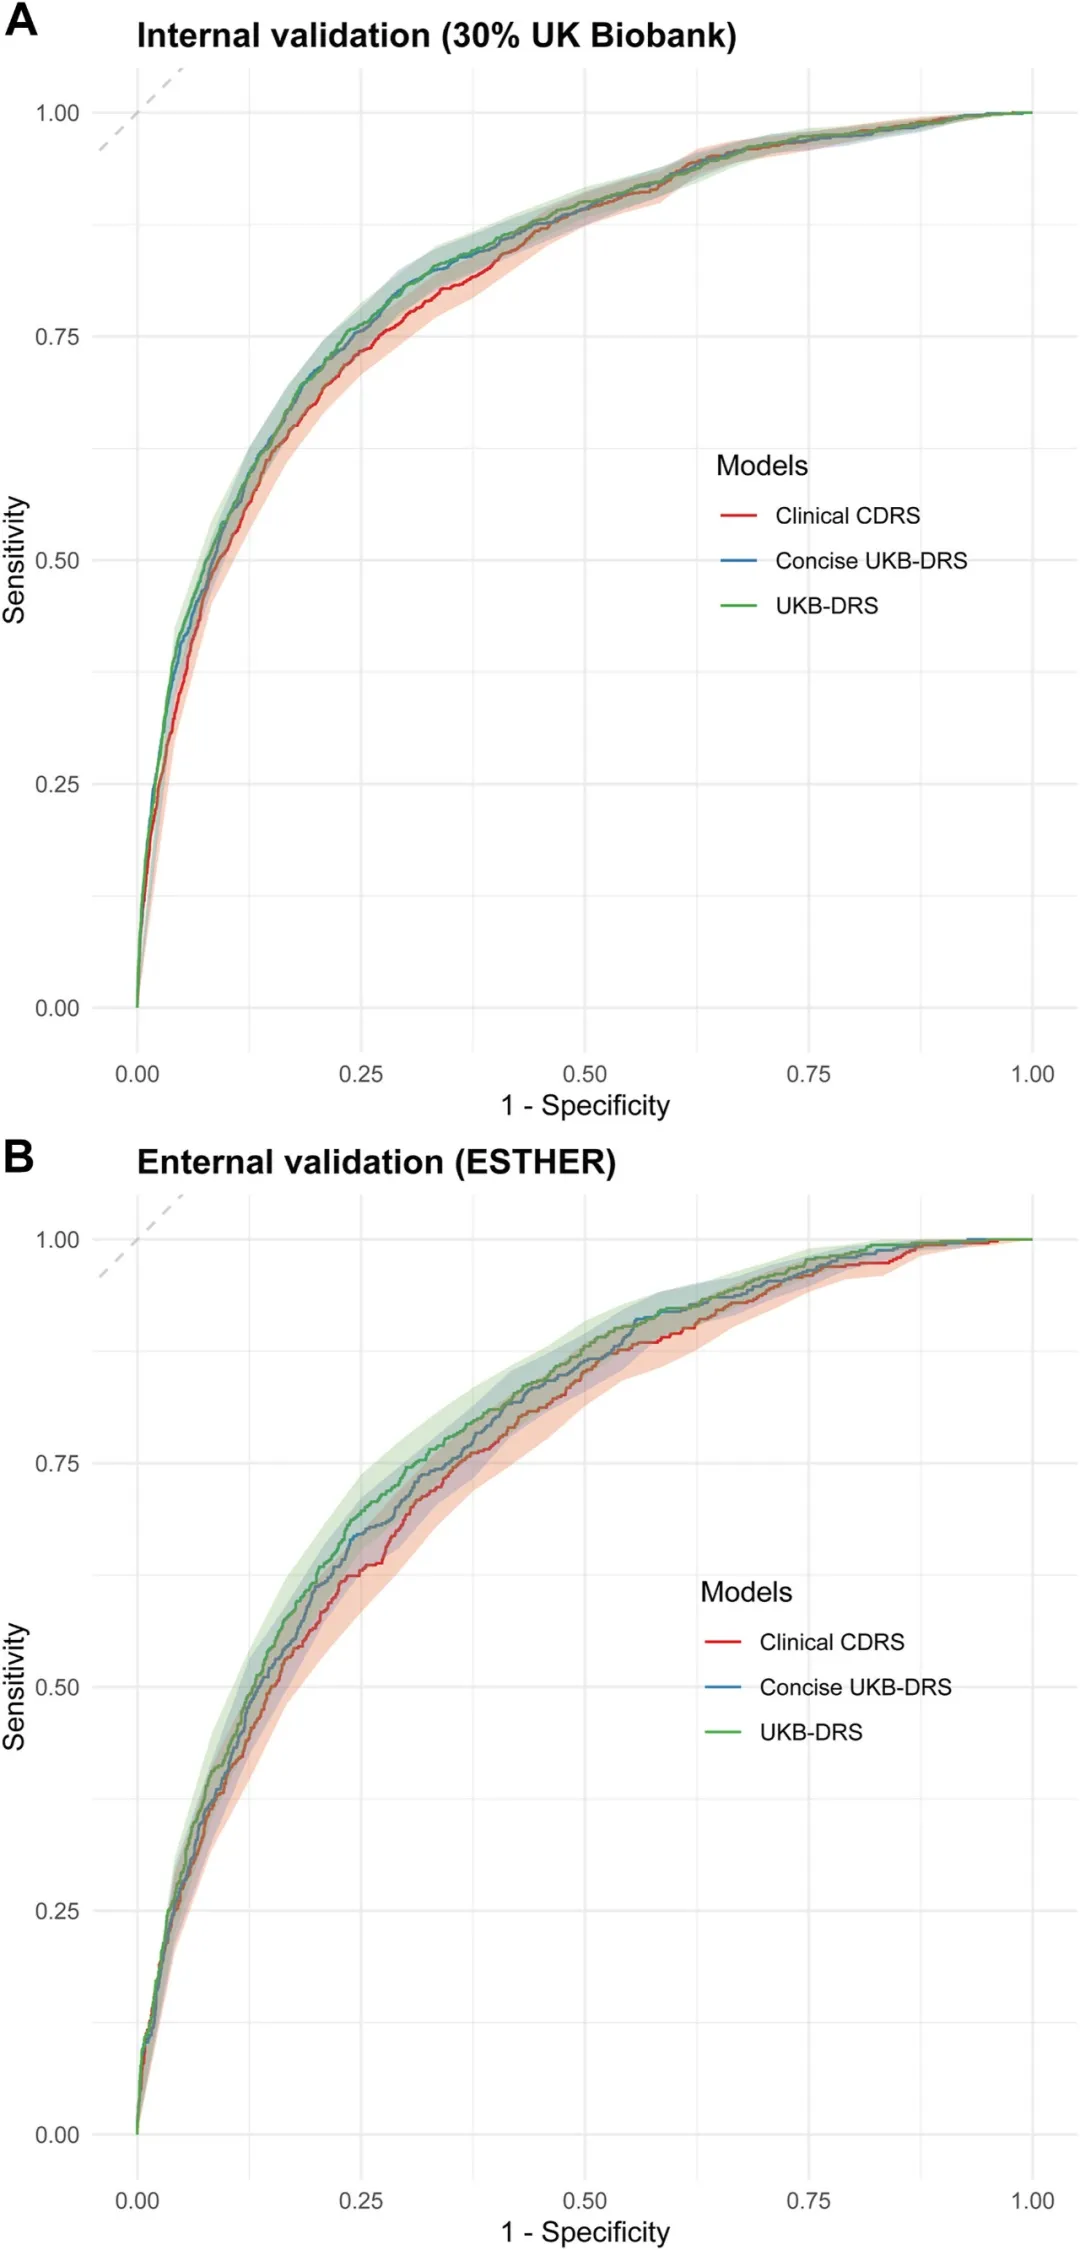 A
Internal validation (30% UK Biobank)
1.00
0.75
0.50
0.25
0.00
Sensitivity
Models
Clinical CDRS
Concise UKB-DRS
UKB-DRS
0.00 0.25 0.50 0.75 1.00
1 - Specificity
B
Enternal validation (ESTHER)
1.00
0.75
0.50
0.25
0.00
Sensitivity
Models
Clinical CDRS
Concise UKB-DRS
UKB-DRS
0.00 0.25 0.50 0.75 1.00
1 - Specificity